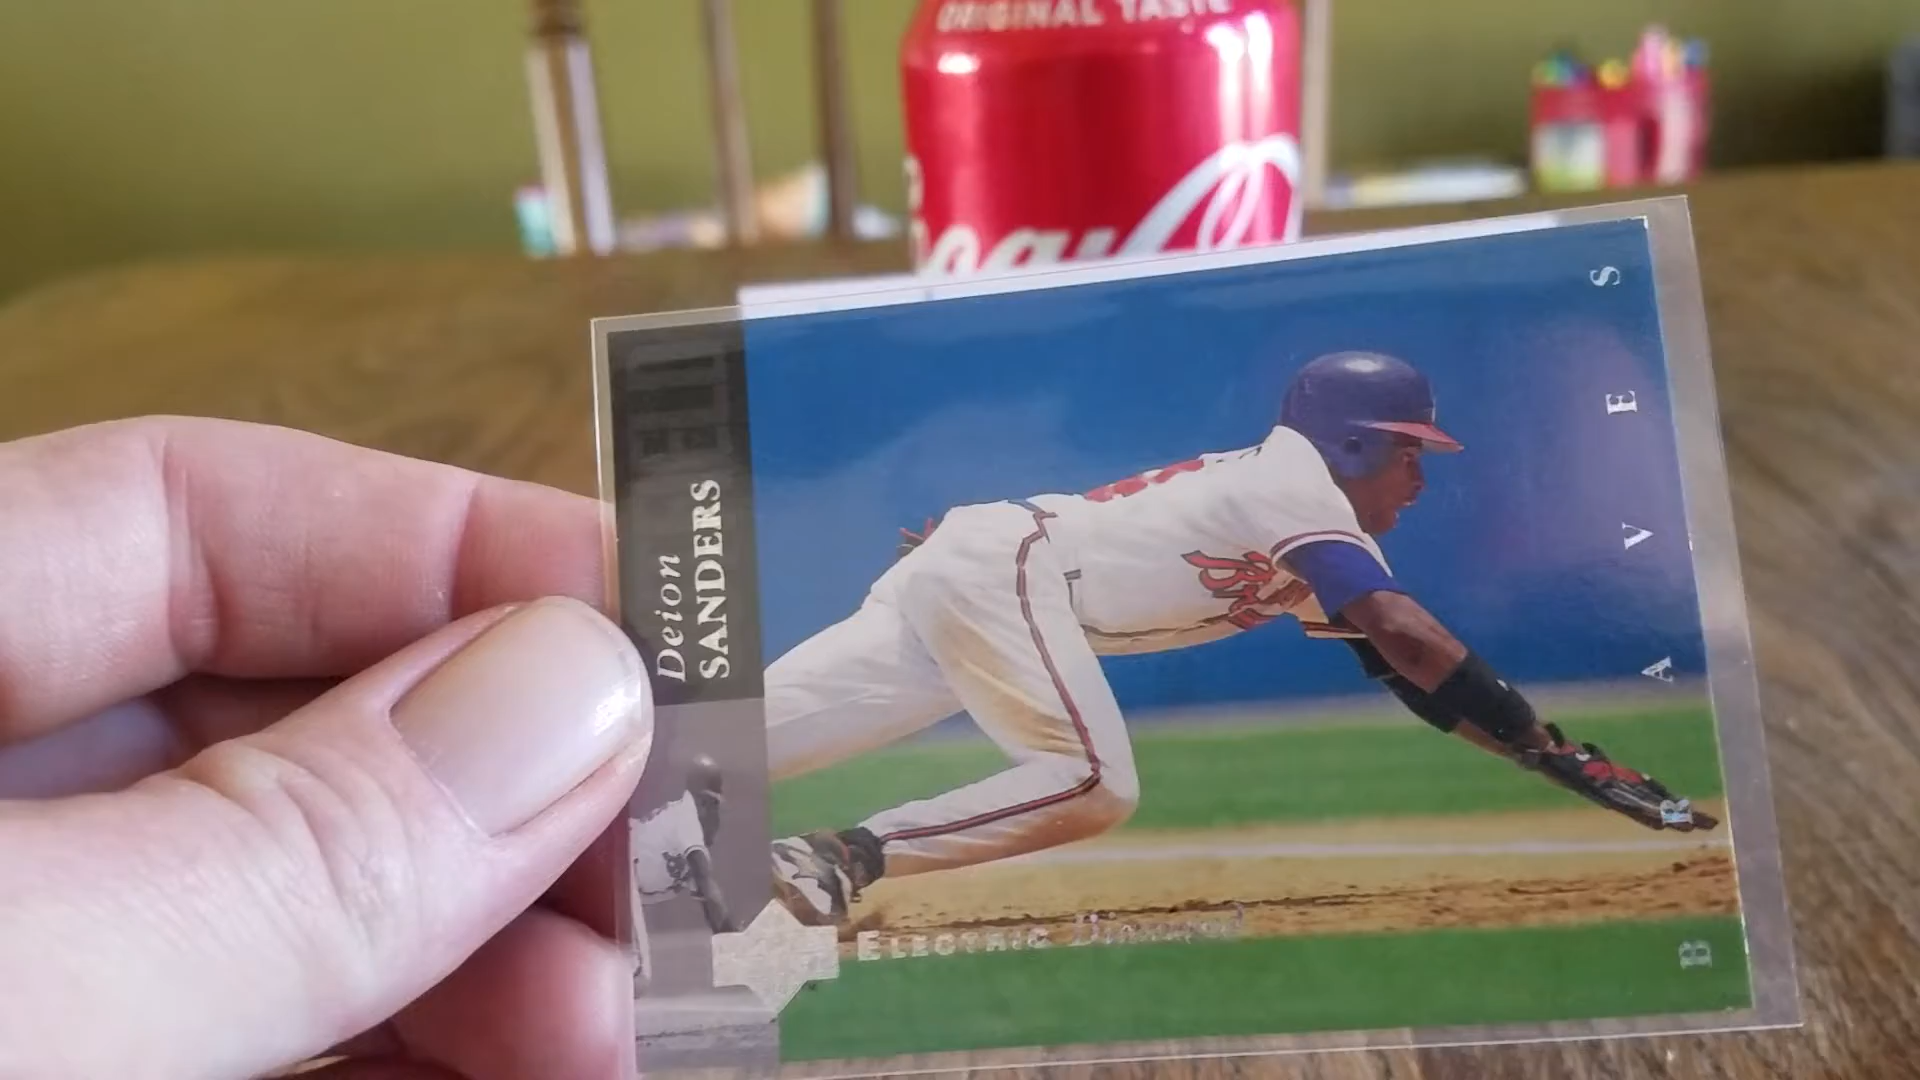 ORIGINAL TASTE
Deion
SANDERS
BRAVES
ELECTRIC Diamond